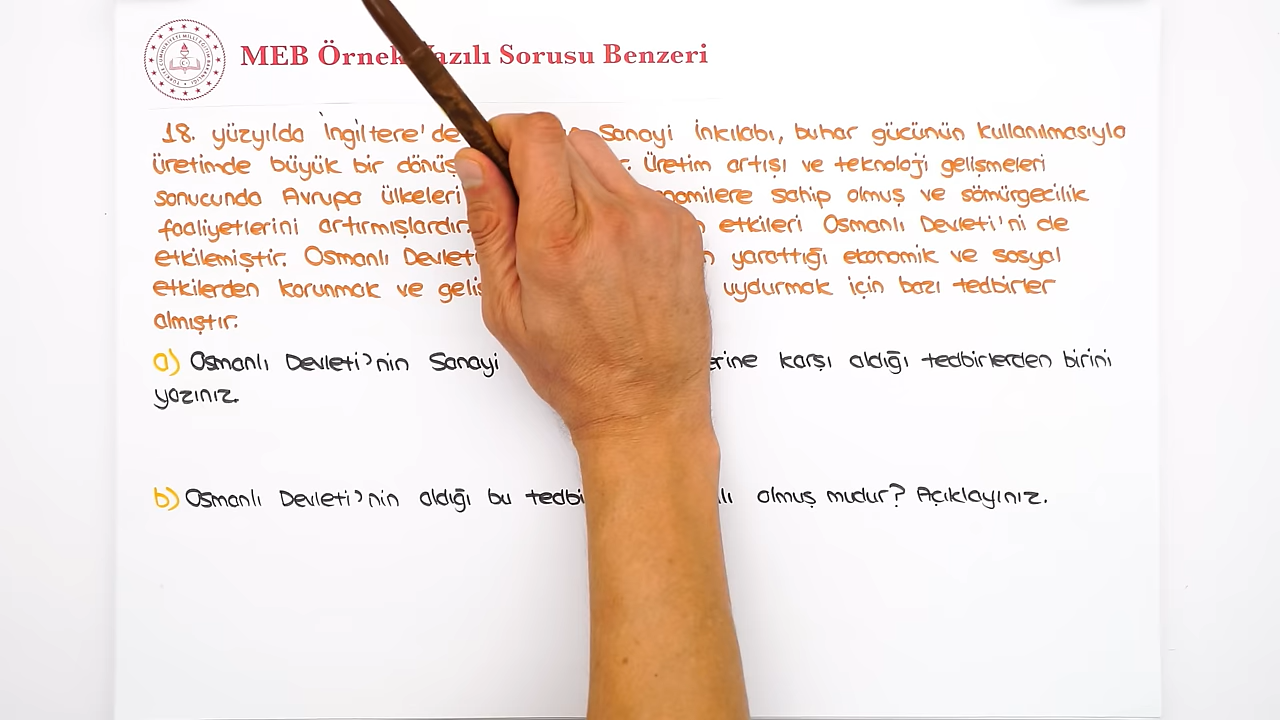 MEB Örnek Yazılı Sorusu Benzeri
18. yüzyılda İngiltere'de Sanayi İnkılabı, buhar gücünün kullanılmasıyla
üretimde büyük bir Üretim artışı ve teknoloji gelişmeleri
sonucunda Avrupa ülkeleri sahip olmuş ve sömürgecilik
faaliyetlerini artırmışlardır. etkileri Osmanlı Devleti'ni de
etkilemiştir. Osmanlı yarattığı ekonomik ve sosyal
etkilerden korunmak ve uydurmak için bazı tedbirler
almıştır.
a) Osmanlı Devleti'nin Sanayi karşı aldığı tedbirlerden birini
yazınız.
b) Osmanlı Devleti'nin aldığı bu olmuş mudur? Açıklayınız.